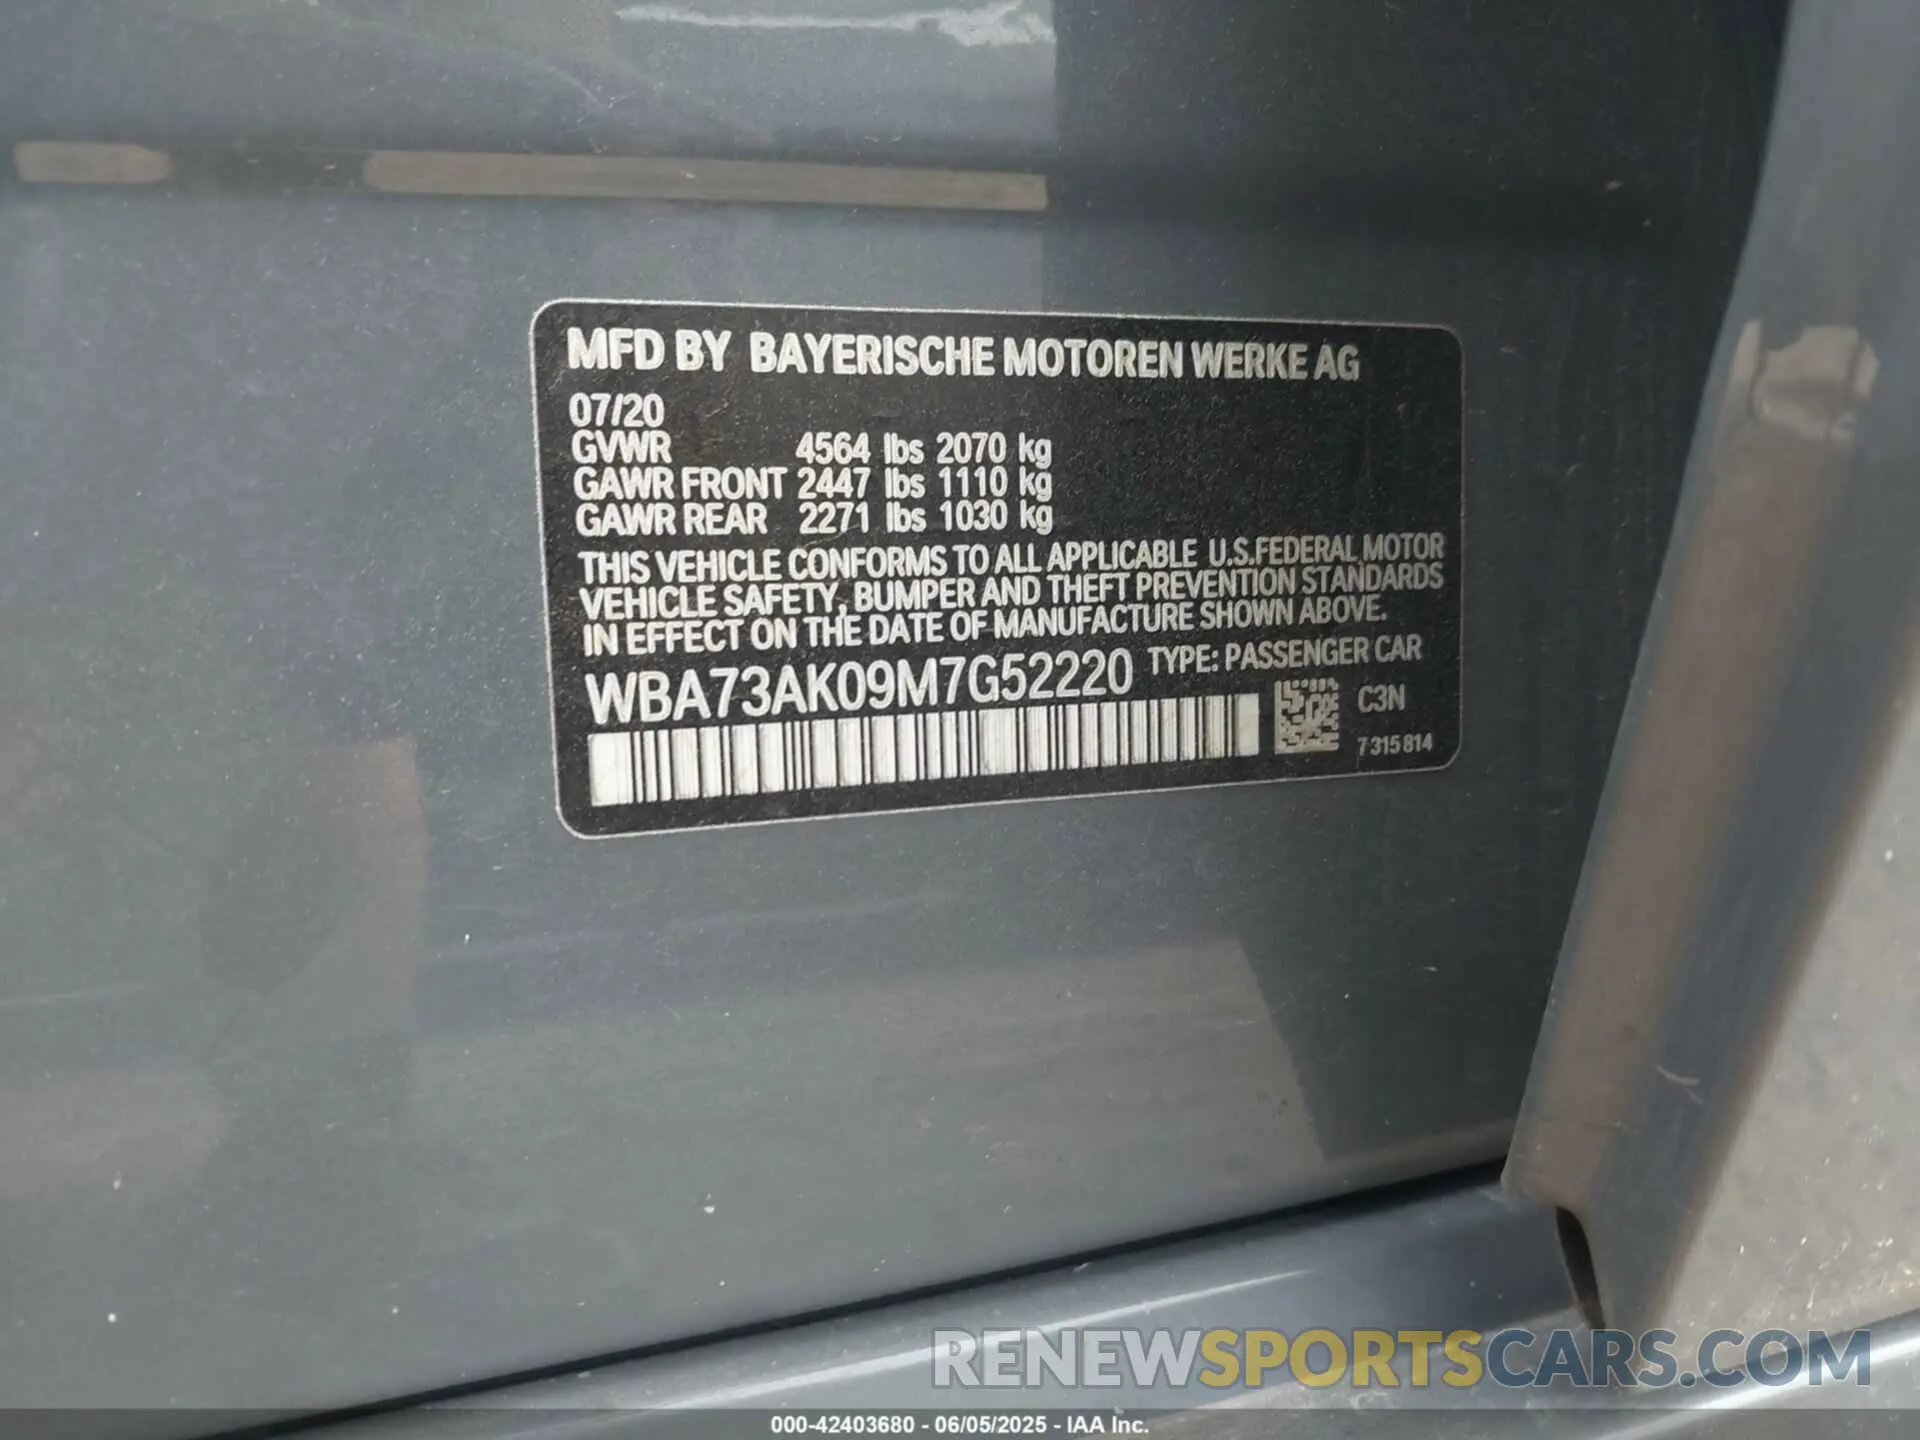 MFD BY BAYERISCHE MOTOREN WERKE AG
07/20
GVWR 4564 lbs 2070 kg
GAWR FRONT 2447 lbs 1110 kg
GAWR REAR 2271 lbs 1030 kg
THIS VEHICLE CONFORMS TO ALL APPLICABLE U.S.FEDERAL MOTOR
VEHICLE SAFETY, BUMPER AND THEFT PREVENTION STANDARDS
IN EFFECT ON THE DATE OF MANUFACTURE SHOWN ABOVE.
WBA73AK09M7G52220 TYPE: PASSENGER CAR
C3N
7315814
RENEWSPORTSCARS.COM
000-42403680 - 06/05/2025 - IAA Inc.